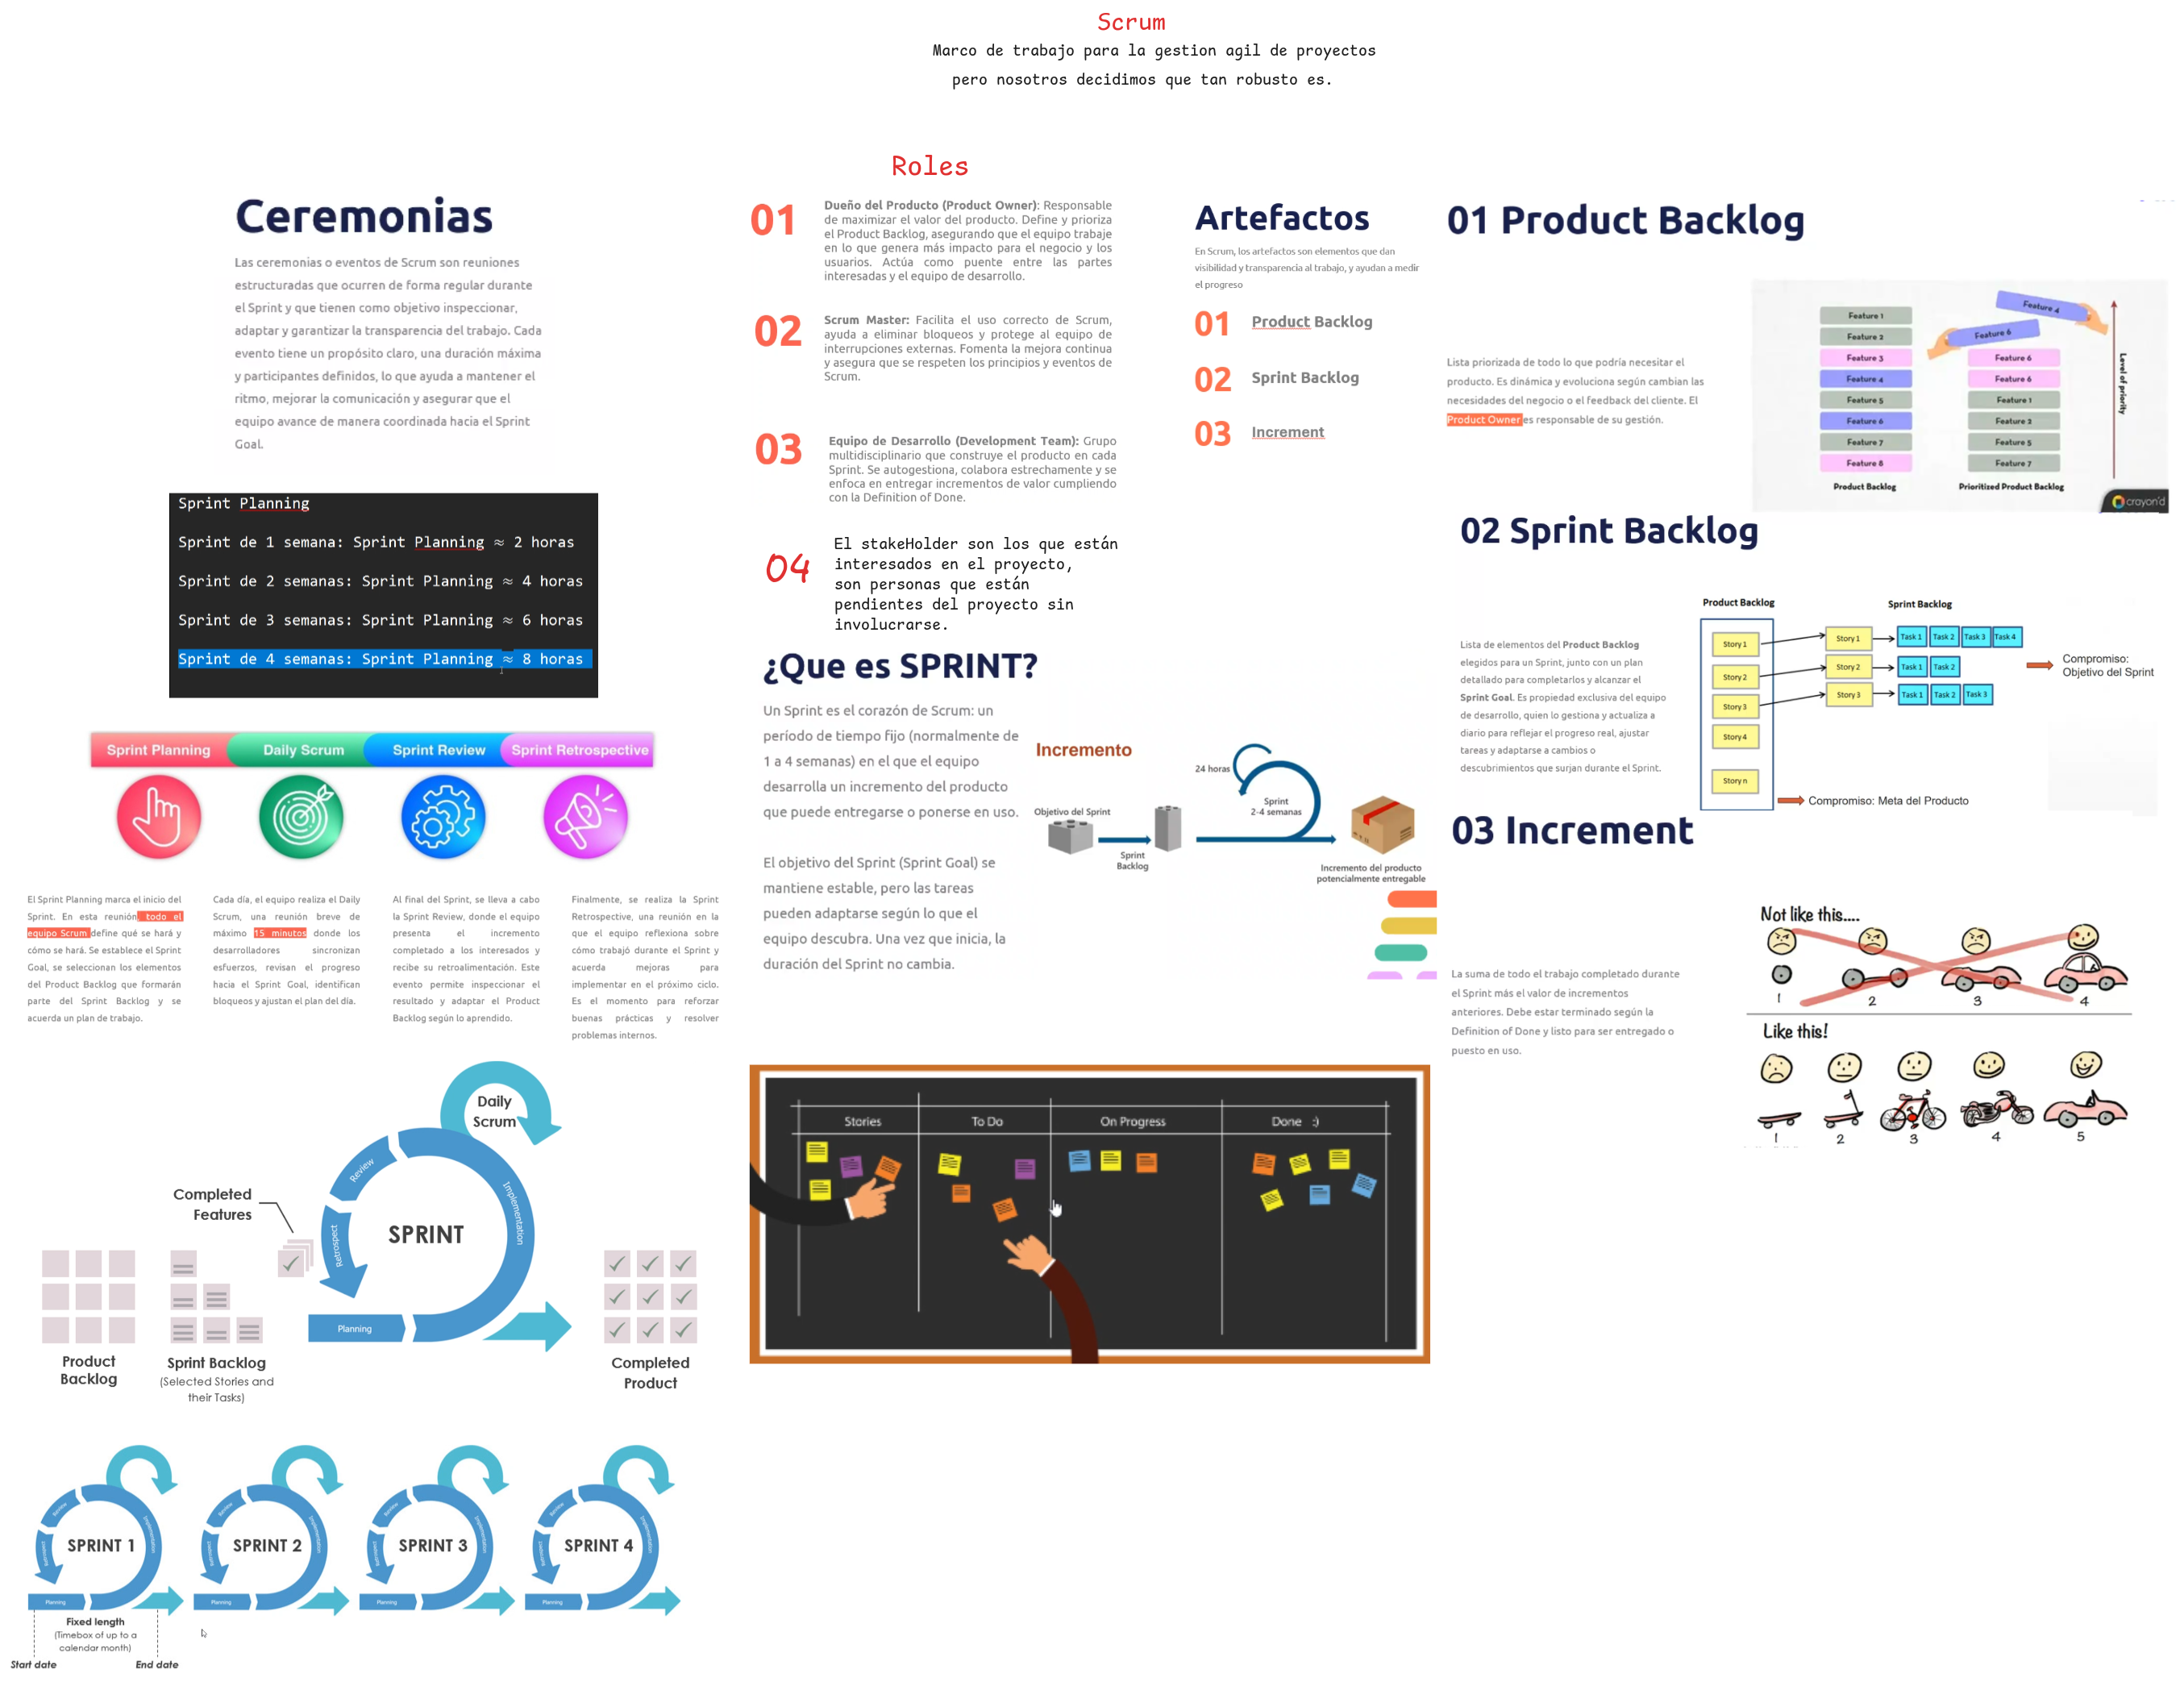 Scrum
Marco de trabajo para la gestion agil de proyectos
pero nosotros decidimos que tan robusto es.
Ceremonias
Las ceremonias o eventos de Scrum son reuniones
estructuradas que ocurren de forma regular durante
el Sprint y que tienen como objetivo inspeccionar,
adaptar y garantizar la transparencia del trabajo. Cada
evento tiene un propósito claro, una duración máxima
y participantes definidos, lo que ayuda a mantener el
ritmo, mejorar la comunicación y asegurar que el
equipo avance de manera coordinada hacia el Sprint
Goal.
Sprint Planning
Sprint de 1 semana: Sprint Planning ≈ 2 horas
Sprint de 2 semanas: Sprint Planning ≈ 4 horas
Sprint de 3 semanas: Sprint Planning ≈ 6 horas
Sprint de 4 semanas: Sprint Planning ≈ 8 horas
Sprint Planning
Daily Scrum
Sprint Review
Sprint Retrospective
El Sprint Planning marca el inicio del
Sprint. En esta reunión, todo el
equipo Scrum define qué se hará y
cómo se hará. Se establece el Sprint
Goal, se seleccionan los elementos
del Product Backlog que formarán
parte del Sprint Backlog y se
acuerda un plan de trabajo.
Cada día, el equipo realiza el Daily
Scrum, una reunión breve de
máximo 15 minutos donde los
desarrolladores sincronizan
esfuerzos, revisan el progreso
hacia el Sprint Goal, identifican
bloqueos y ajustan el plan del día.
Al final del Sprint, se lleva a cabo
la Sprint Review, donde el equipo
presenta el incremento
completado a los interesados y
recibe su retroalimentación. Este
evento permite inspeccionar el
resultado y adaptar el Product
Backlog según lo aprendido.
Finalmente, se realiza la Sprint
Retrospective, una reunión en la
que el equipo reflexiona sobre
cómo trabajó durante el Sprint y
acuerda mejoras para
implementar en el próximo ciclo.
Es el momento para reforzar
buenas prácticas y resolver
problemas internos.
Daily
Scrum
Review
Implementation
Retrospect
SPRINT
Planning
Completed
Features
Product
Backlog
Sprint Backlog
(Selected Stories and
their Tasks)
Completed
Product
SPRINT 1
Review
Implementation
Retrospect
Planning
SPRINT 2
Review
Implementation
Retrospect
Planning
SPRINT 3
Review
Implementation
Retrospect
Planning
SPRINT 4
Review
Implementation
Retrospect
Planning
Fixed length
(Timebox of up to a
calendar month)
Start date
End date
Roles
01
Dueño del Producto (Product Owner): Responsable
de maximizar el valor del producto. Define y prioriza
el Product Backlog, asegurando que el equipo trabaje
en lo que genera más impacto para el negocio y los
usuarios. Actúa como puente entre las partes
interesadas y el equipo de desarrollo.
02
Scrum Master: Facilita el uso correcto de Scrum,
ayuda a eliminar bloqueos y protege al equipo de
interrupciones externas. Fomenta la mejora continua
y asegura que se respeten los principios y eventos de
Scrum.
03
Equipo de Desarrollo (Development Team): Grupo
multidisciplinario que construye el producto en cada
Sprint. Se autogestiona, colabora estrechamente y se
enfoca en entregar incrementos de valor cumpliendo
con la Definition of Done.
04
El stakeHolder son los que están
interesados en el proyecto,
son personas que están
pendientes del proyecto sin
involucrarse.
¿Que es SPRINT?
Un Sprint es el corazón de Scrum: un
período de tiempo fijo (normalmente de
1 a 4 semanas) en el que el equipo
desarrolla un incremento del producto
que puede entregarse o ponerse en uso.
El objetivo del Sprint (Sprint Goal) se
mantiene estable, pero las tareas
pueden adaptarse según lo que el
equipo descubra. Una vez que inicia, la
duración del Sprint no cambia.
Incremento
24 horas
Objetivo del Sprint
Sprint
2-4 semanas
Sprint
Backlog
Incremento del producto
potencialmente entregable
Stories
To Do
On Progress
Done :)
Artefactos
En Scrum, los artefactos son elementos que dan
visibilidad y transparencia al trabajo, y ayudan a medir
el progreso
01 Product Backlog
02 Sprint Backlog
03 Increment
01 Product Backlog
Lista priorizada de todo lo que podría necesitar el
producto. Es dinámica y evoluciona según cambian las
necesidades del negocio o el feedback del cliente. El
Product Owner es responsable de su gestión.
Feature 1
Feature 2
Feature 3
Feature 4
Feature 5
Feature 6
Feature 7
Feature 8
Product Backlog
Feature 4
Feature 6
Feature 6
Feature 6
Feature 1
Feature 2
Feature 5
Feature 7
Prioritized Product Backlog
Level of priority
crayon'd
02 Sprint Backlog
Lista de elementos del Product Backlog
elegidos para un Sprint, junto con un plan
detallado para completarlos y alcanzar el
Sprint Goal. Es propiedad exclusiva del equipo
de desarrollo, quien lo gestiona y actualiza a
diario para reflejar el progreso real, ajustar
tareas y adaptarse a cambios o
descubrimientos que surjan durante el Sprint.
Product Backlog
Sprint Backlog
Story 1
Story 2
Story 3
Story 4
Story n
Story 1
Task 1
Task 2
Task 3
Task 4
Story 2
Task 1
Task 2
Story 3
Task 1
Task 2
Task 3
Compromiso:
Objetivo del Sprint
Compromiso: Meta del Producto
03 Increment
La suma de todo el trabajo completado durante
el Sprint más el valor de incrementos
anteriores. Debe estar terminado según la
Definition of Done y listo para ser entregado o
puesto en uso.
Not like this....
1
2
3
4
Like this!
1
2
3
4
5